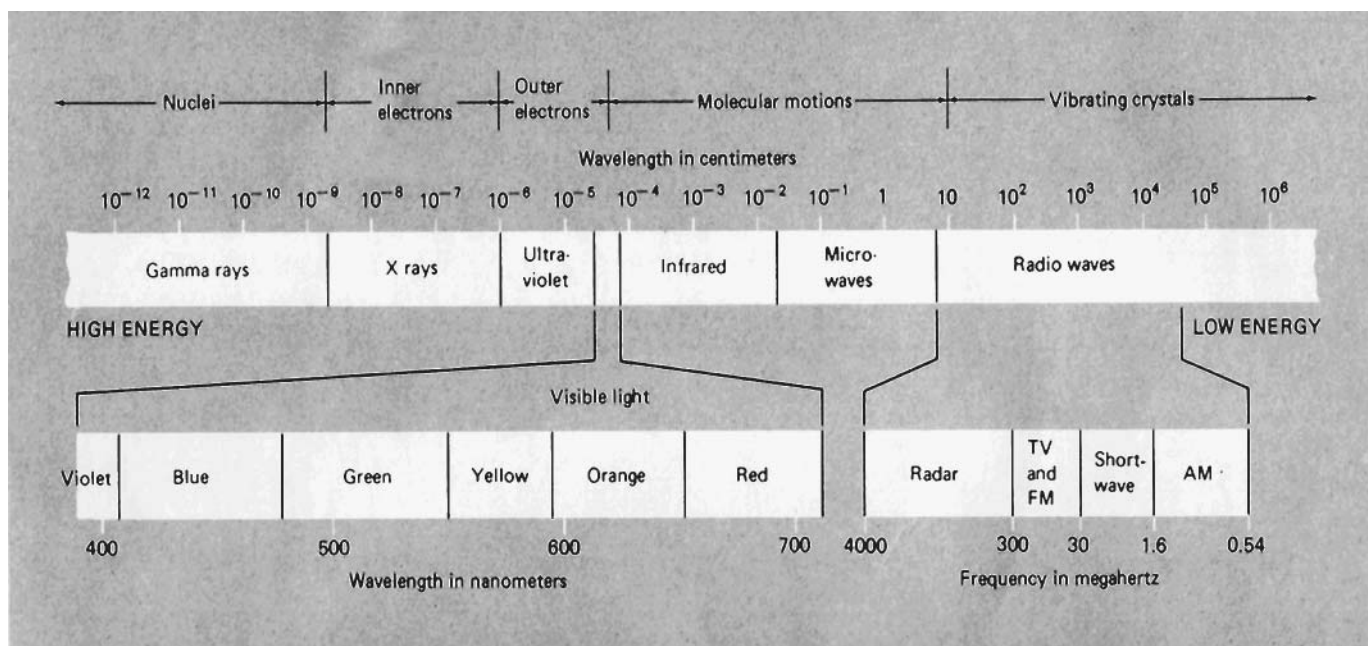 Nuclei Inner electrons Outer electrons Molecular motions Vibrating crystals
Wavelength in centimeters
10⁻¹² 10⁻¹¹ 10⁻¹⁰ 10⁻⁹ 10⁻⁸ 10⁻⁷ 10⁻⁶ 10⁻⁵ 10⁻⁴ 10⁻³ 10⁻² 10⁻¹ 1 10 10² 10³ 10⁴ 10⁵ 10⁶
Gamma rays X rays Ultra-violet Infrared Micro-waves Radio waves
HIGH ENERGY LOW ENERGY
Visible light
Violet Blue Green Yellow Orange Red Radar TV and FM Short-wave AM
400 500 600 700 4000 300 30 1.6 0.54
Wavelength in nanometers Frequency in megahertz